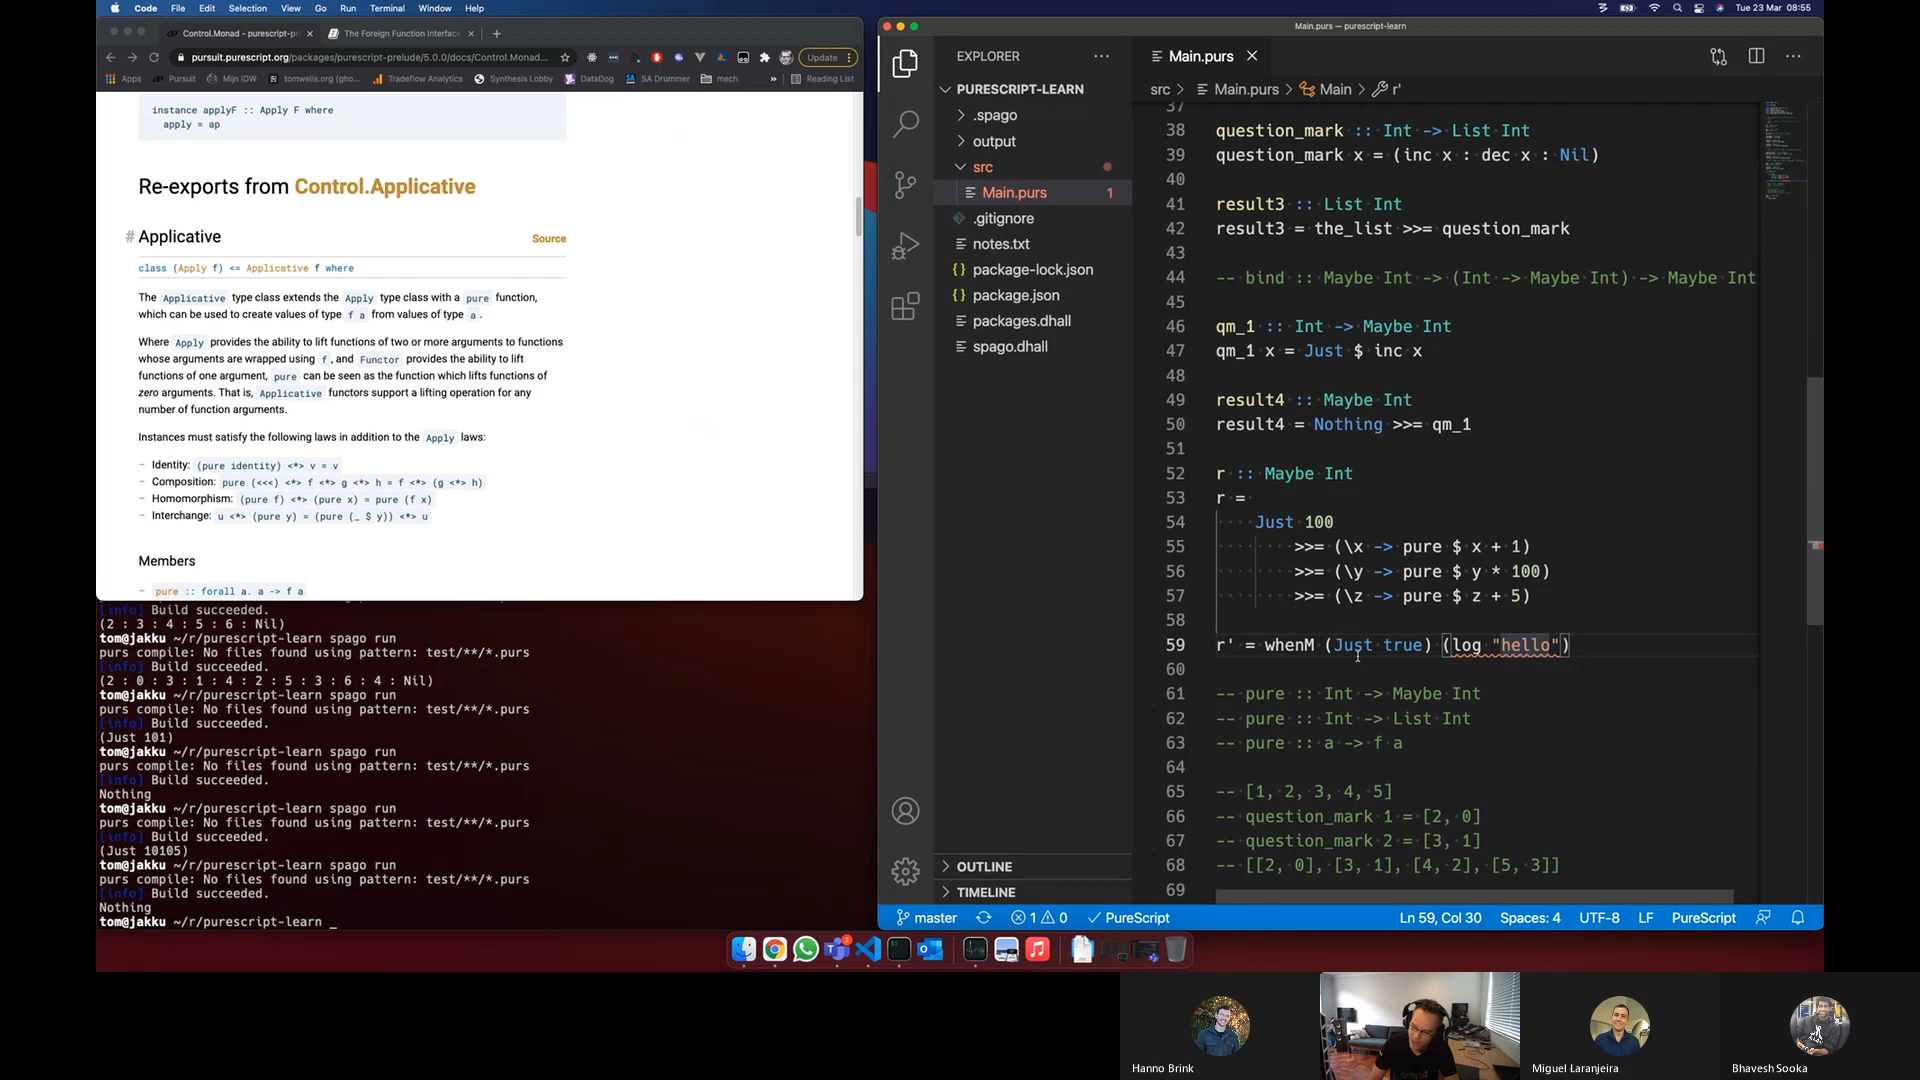 Code File Edit Selection View Go Run Terminal Window Help
Tue 23 Mar 08:55
Control.Monad - purescript-pr
The Foreign Function Interface
pursuit.purescript.org/packages/purescript-prelude/5.0.0/docs/Control.Monad...
Update
Apps Pursuit Mijn IDW tomwells.org (gho... Tradeflow Analytics Synthesis Lobby DataDog SA Drummer mech » Reading List
instance applyF :: Apply F where
apply = ap
Re-exports from Control.Applicative
# Applicative Source
class (Apply f) <= Applicative f where
The Applicative type class extends the Apply type class with a pure function,
which can be used to create values of type f a from values of type a .
Where Apply provides the ability to lift functions of two or more arguments to functions
whose arguments are wrapped using f , and Functor provides the ability to lift
functions of one argument, pure can be seen as the function which lifts functions of
zero arguments. That is, Applicative functors support a lifting operation for any
number of function arguments.
Instances must satisfy the following laws in addition to the Apply laws:
– Identity: (pure identity) <*> v = v
– Composition: pure (<<<) <*> f <*> g <*> h = f <*> (g <*> h)
– Homomorphism: (pure f) <*> (pure x) = pure (f x)
– Interchange: u <*> (pure y) = (pure (_ $ y)) <*> u
Members
– pure :: forall a. a -> f a
[info] Build succeeded.
(2 : 3 : 4 : 5 : 6 : Nil)
tom@jakku ~/r/purescript-learn spago run
purs compile: No files found using pattern: test/**/*.purs
[info] Build succeeded.
(2 : 0 : 3 : 1 : 4 : 2 : 5 : 3 : 6 : 4 : Nil)
tom@jakku ~/r/purescript-learn spago run
purs compile: No files found using pattern: test/**/*.purs
[info] Build succeeded.
(Just 101)
tom@jakku ~/r/purescript-learn spago run
purs compile: No files found using pattern: test/**/*.purs
[info] Build succeeded.
Nothing
tom@jakku ~/r/purescript-learn spago run
purs compile: No files found using pattern: test/**/*.purs
[info] Build succeeded.
(Just 10105)
tom@jakku ~/r/purescript-learn spago run
purs compile: No files found using pattern: test/**/*.purs
[info] Build succeeded.
Nothing
tom@jakku ~/r/purescript-learn _
Main.purs — purescript-learn
EXPLORER ···
PURESCRIPT-LEARN
.spago
output
src
Main.purs 1
.gitignore
notes.txt
package-lock.json
package.json
packages.dhall
spago.dhall
OUTLINE
TIMELINE
Main.purs
src > Main.purs > Main > r'
37
38 question_mark :: Int -> List Int
39 question_mark x = (inc x : dec x : Nil)
40
41 result3 :: List Int
42 result3 = the_list >>= question_mark
43
44 -- bind :: Maybe Int -> (Int -> Maybe Int) -> Maybe Int
45
46 qm_1 :: Int -> Maybe Int
47 qm_1 x = Just $ inc x
48
49 result4 :: Maybe Int
50 result4 = Nothing >>= qm_1
51
52 r :: Maybe Int
53 r =
54 Just 100
55 >>= (\x -> pure $ x + 1)
56 >>= (\y -> pure $ y * 100)
57 >>= (\z -> pure $ z + 5)
58
59 r' = whenM (Just true) (log "hello")
60
61 -- pure :: Int -> Maybe Int
62 -- pure :: Int -> List Int
63 -- pure :: a -> f a
64
65 -- [1, 2, 3, 4, 5]
66 -- question_mark 1 = [2, 0]
67 -- question_mark 2 = [3, 1]
68 -- [[2, 0], [3, 1], [4, 2], [5, 3]]
69
master 1 0 PureScript Ln 59, Col 30 Spaces: 4 UTF-8 LF PureScript
2
Hanno Brink
Miguel Laranjeira
Bhavesh Sooka